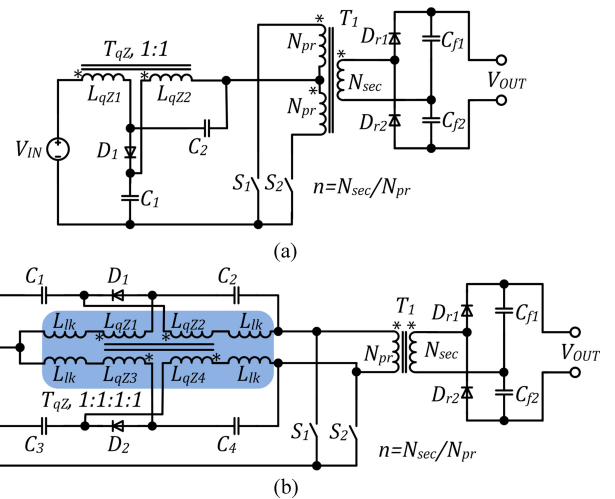 T1
* Dr1 Cf1
Npr
TqZ, 1:1 *
* * * Npr Nsec VOUT
LqZ1 LqZ2
Dr2 Cf2
VIN D1 C2
C1 S1 S2 n=Nsec/Npr
(a)
C1 D1 C2
Llk LqZ1 LqZ2 Llk T1 Dr1 Cf1
* * * *
Npr Nsec VOUT
* *
Llk LqZ3 LqZ4 Llk
TqZ, 1:1:1:1 Dr2 Cf2
C3 D2 C4 S1 S2 n=Nsec/Npr
(b)